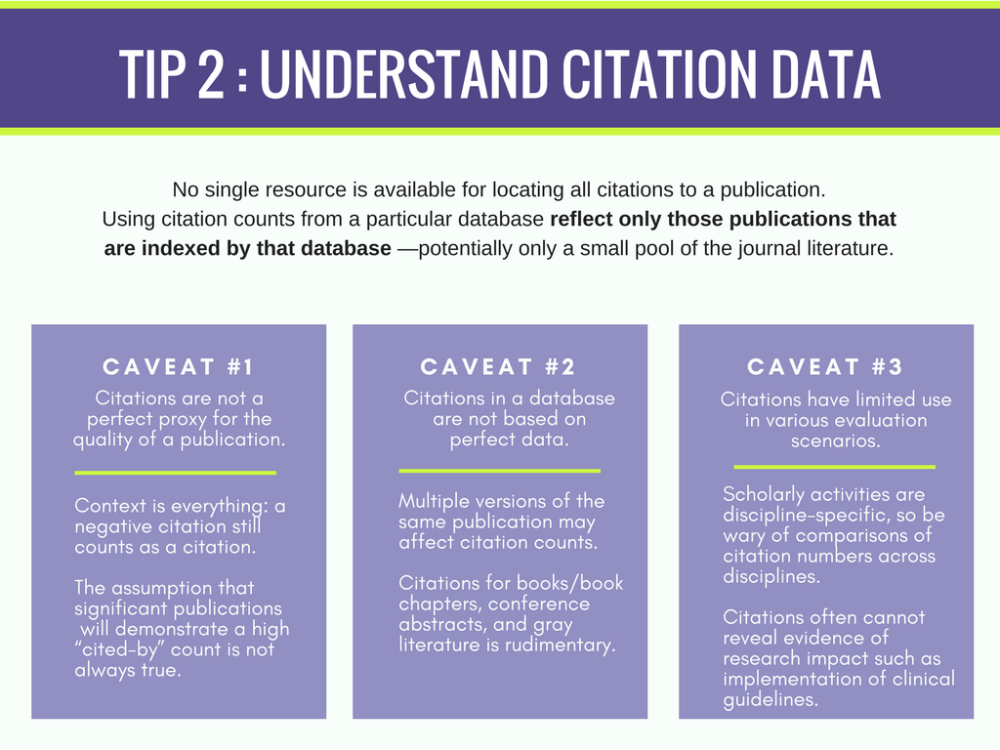 TIP 2 : UNDERSTAND CITATION DATA
No single resource is available for locating all citations to a publication.
Using citation counts from a particular database reflect only those publications that
are indexed by that database —potentially only a small pool of the journal literature.
CAVEAT #1
Citations are not a
perfect proxy for the
quality of a publication.
Context is everything: a
negative citation still
counts as a citation.
The assumption that
significant publications
will demonstrate a high
“cited-by” count is not
always true.
CAVEAT #2
Citations in a database
are not based on
perfect data.
Multiple versions of the
same publication may
affect citation counts.
Citations for books/book
chapters, conference
abstracts, and gray
literature is rudimentary.
CAVEAT #3
Citations have limited use
in various evaluation
scenarios.
Scholarly activities are
discipline-specific, so be
wary of comparisons of
citation numbers across
disciplines.
Citations often cannot
reveal evidence of
research impact such as
implementation of clinical
guidelines.